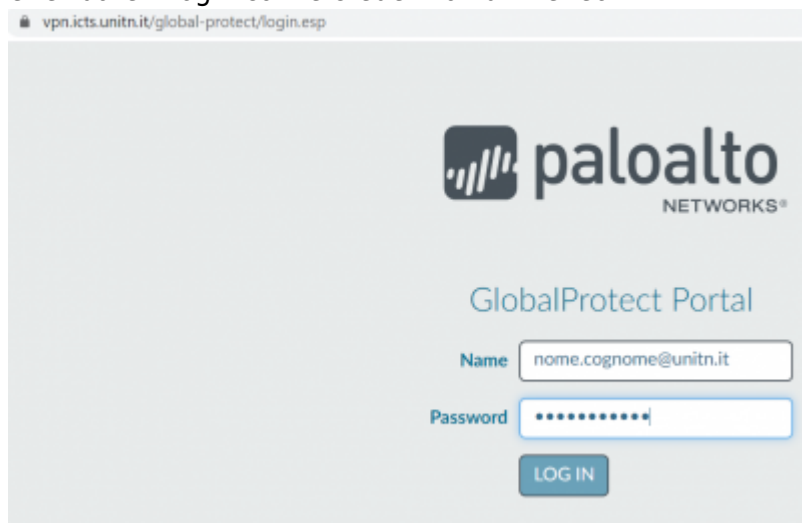 vpn.icts.unitn.it/global-protect/login.esp
paloalto
NETWORKS®
GlobalProtect Portal
Name nome.cognome@unitn.it
Password •••••••••••
LOG IN